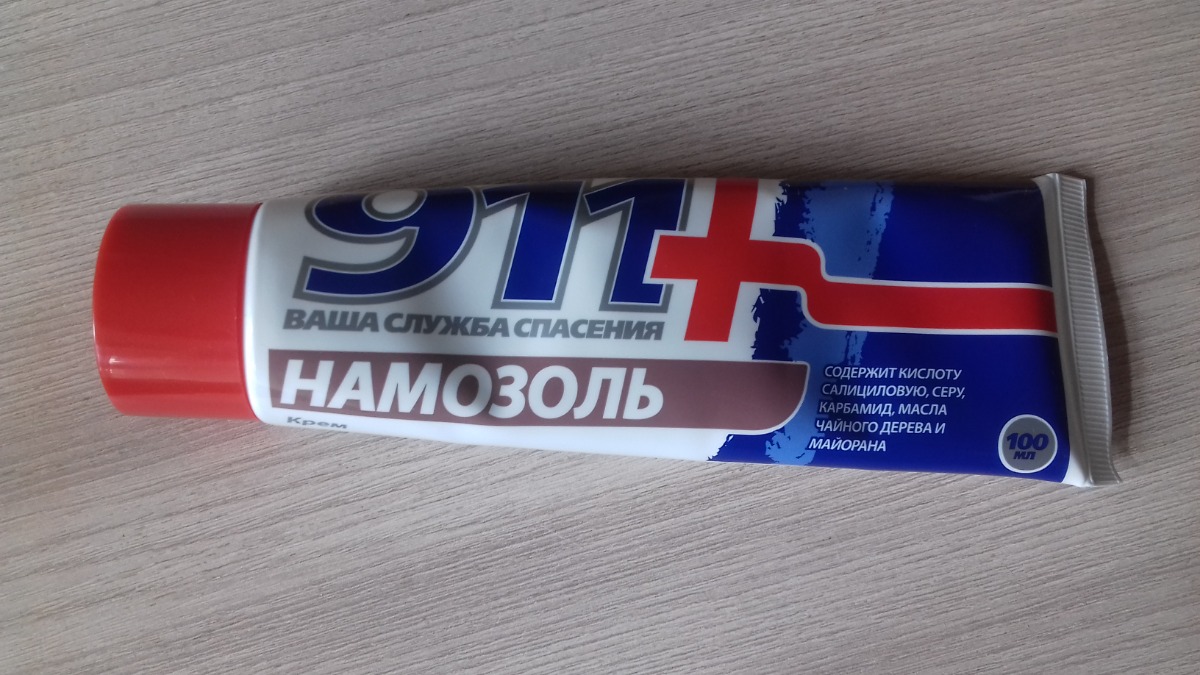 911
ВАША СЛУЖБА СПАСЕНИЯ
НАМОЗОЛЬ
Крем
СОДЕРЖИТ КИСЛОТУ
САЛИЦИЛОВУЮ, СЕРУ,
КАРБАМИД, МАСЛА
ЧАЙНОГО ДЕРЕВА И
МАЙОРАНА
100
МЛ